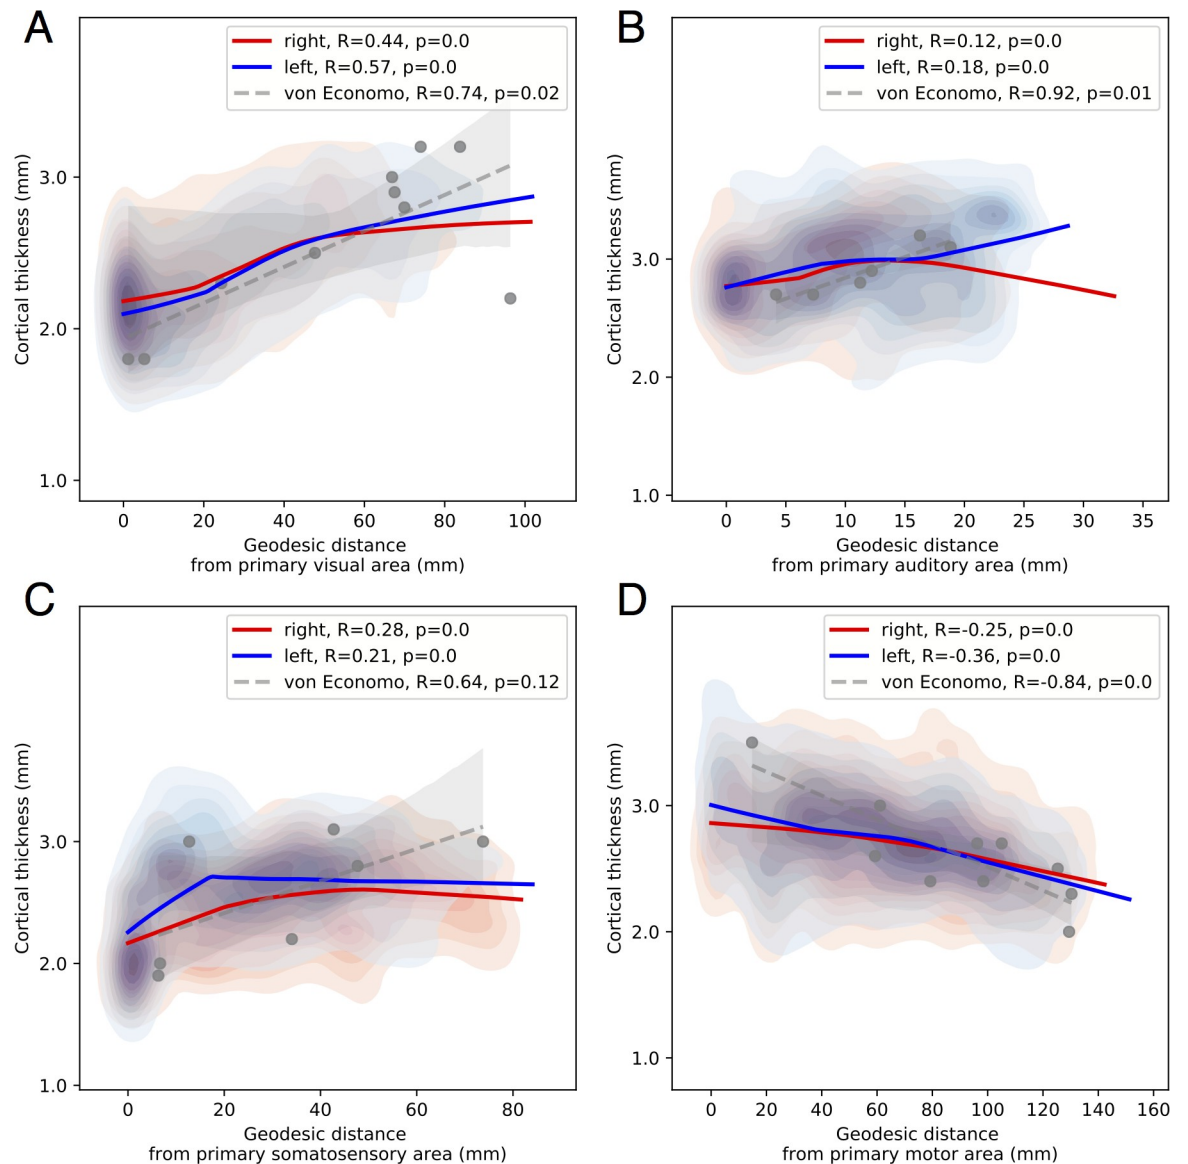 A
right, R=0.44, p=0.0
left, R=0.57, p=0.0
von Economo, R=0.74, p=0.02
Cortical thickness (mm)
3.0
2.0
1.0
0 20 40 60 80 100
Geodesic distance
from primary visual area (mm)
B
right, R=0.12, p=0.0
left, R=0.18, p=0.0
von Economo, R=0.92, p=0.01
Cortical thickness (mm)
3.0
2.0
1.0
0 5 10 15 20 25 30 35
Geodesic distance
from primary auditory area (mm)
C
right, R=0.28, p=0.0
left, R=0.21, p=0.0
von Economo, R=0.64, p=0.12
Cortical thickness (mm)
3.0
2.0
1.0
0 20 40 60 80
Geodesic distance
from primary somatosensory area (mm)
D
right, R=-0.25, p=0.0
left, R=-0.36, p=0.0
von Economo, R=-0.84, p=0.0
Cortical thickness (mm)
3.0
2.0
1.0
0 20 40 60 80 100 120 140 160
Geodesic distance
from primary motor area (mm)